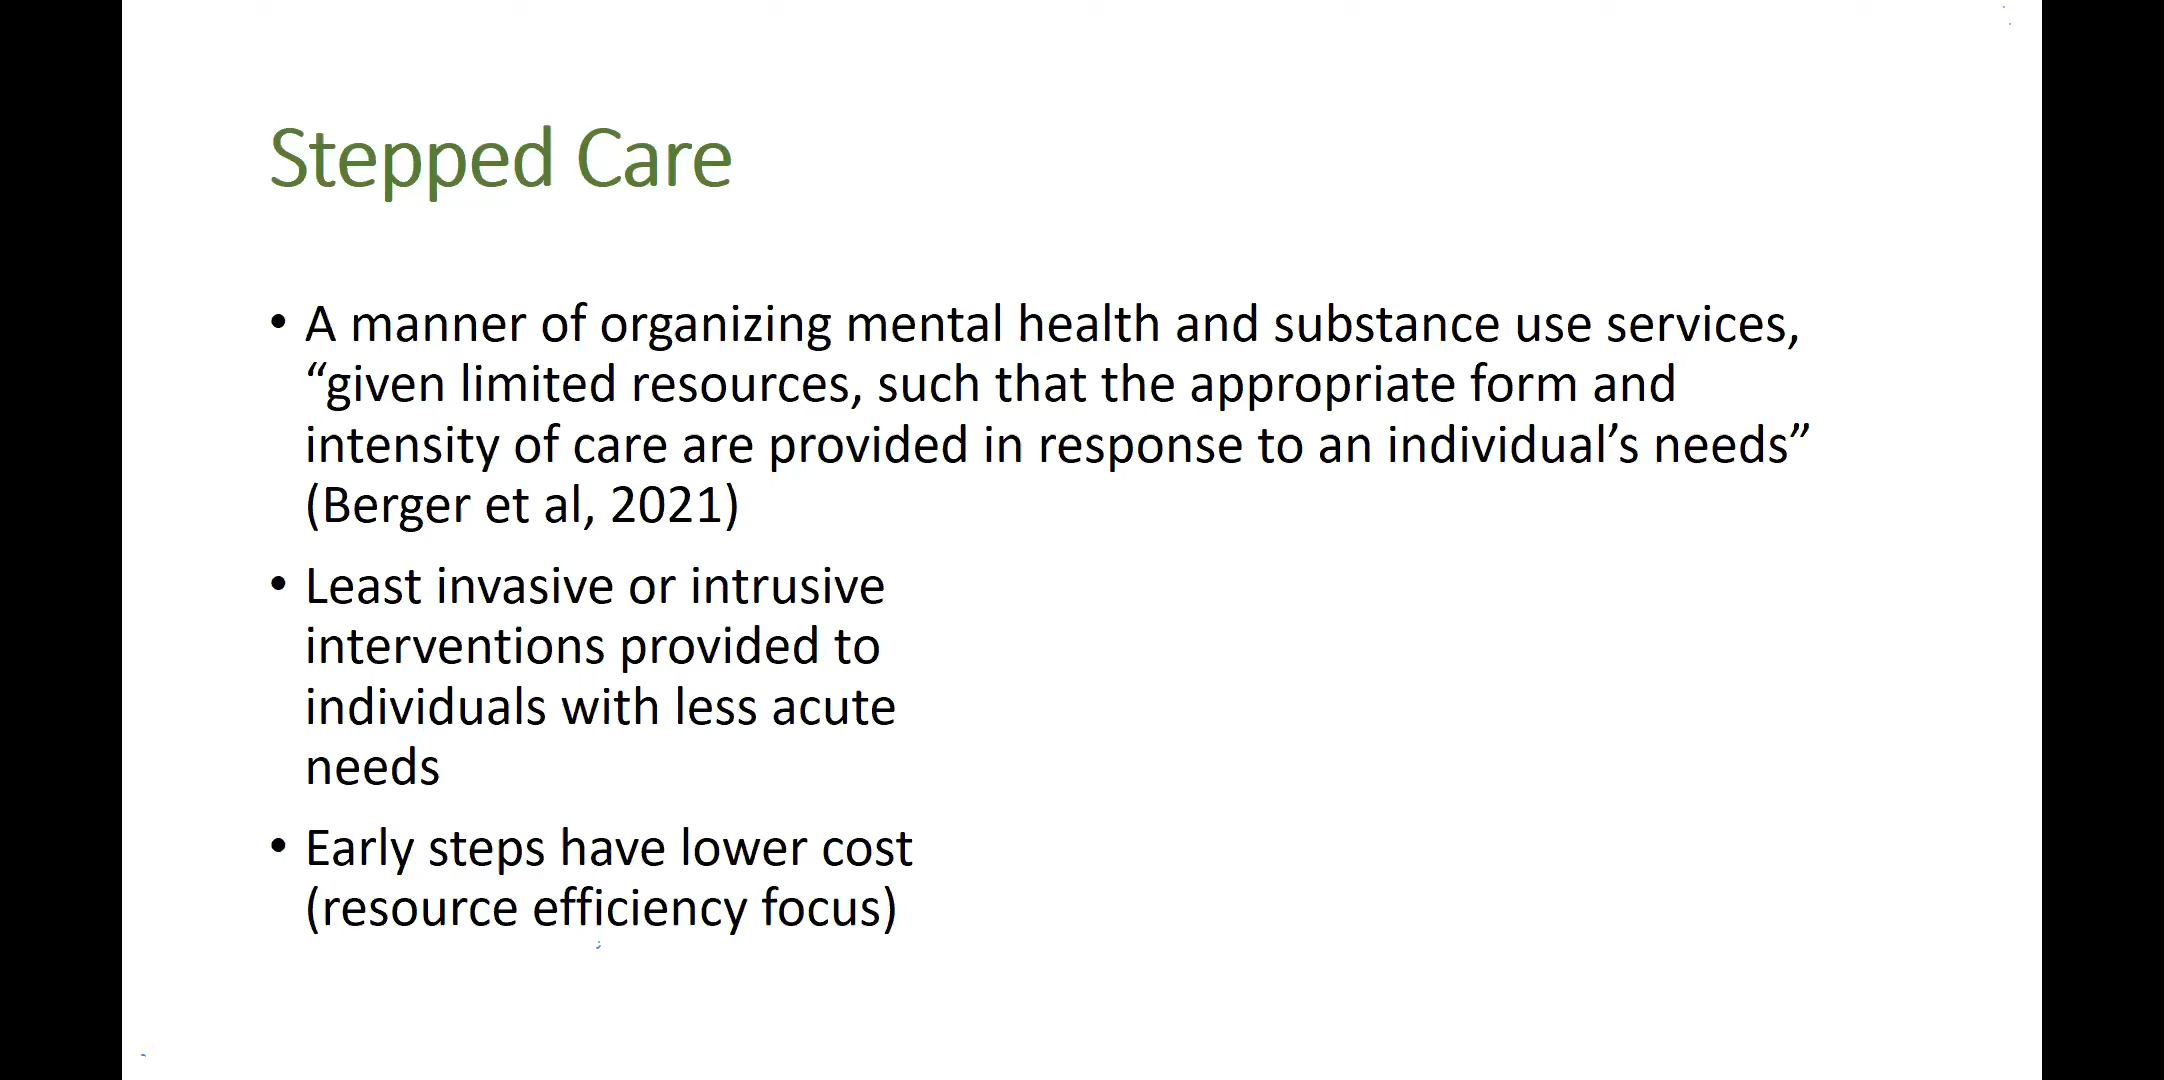 Stepped Care
• A manner of organizing mental health and substance use services,
“given limited resources, such that the appropriate form and
intensity of care are provided in response to an individual’s needs”
(Berger et al, 2021)
• Least invasive or intrusive
interventions provided to
individuals with less acute
needs
• Early steps have lower cost
(resource efficiency focus)